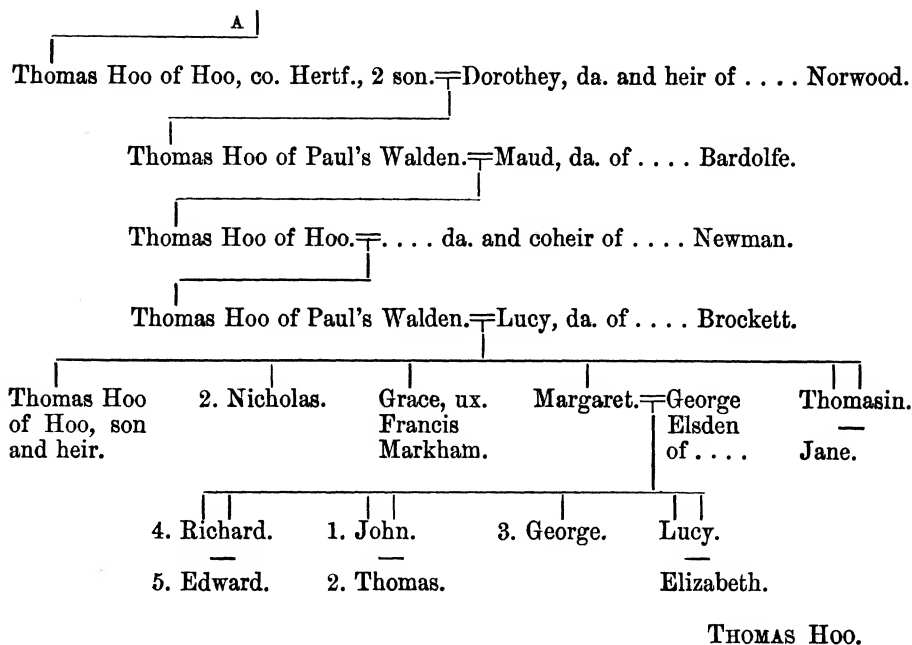 A
Thomas Hoo of Hoo, co. Hertf., 2 son. Dorothey, da. and heir of . . . . Norwood.
Thomas Hoo of Paul's Walden. Maud, da. of . . . . Bardolfe.
Thomas Hoo of Hoo. . . . . da. and coheir of . . . . Newman.
Thomas Hoo of Paul's Walden. Lucy, da. of . . . . Brockett.
Thomas Hoo
of Hoo, son
and heir.
2. Nicholas.
Grace, ux.
Francis
Markham.
Margaret.
George
Elsden
of . . . .
Thomasin.
Jane.
4. Richard.
5. Edward.
1. John.
2. Thomas.
3. George.
Lucy.
Elizabeth.
THOMAS HOO.